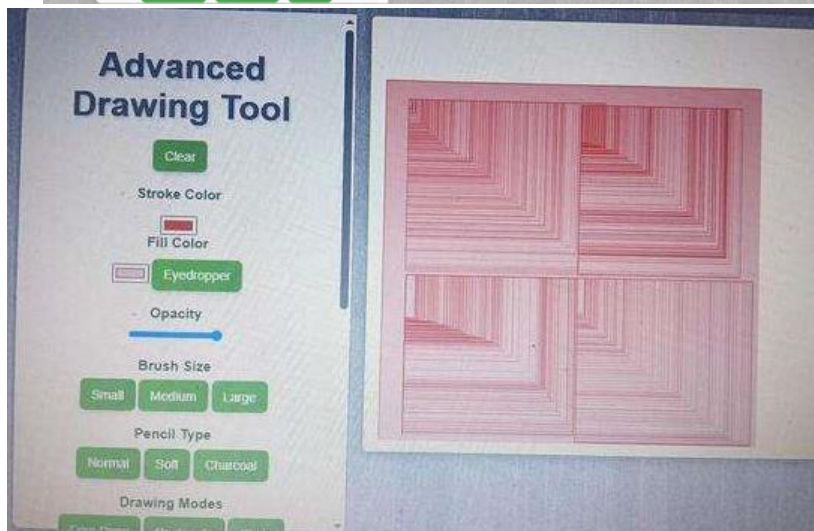 Advanced
Drawing Tool
Clear
Stroke Color
Fill Color
Eyedropper
Opacity
Brush Size
Small Medium Large
Pencil Type
Normal Soft Charcoal
Drawing Modes